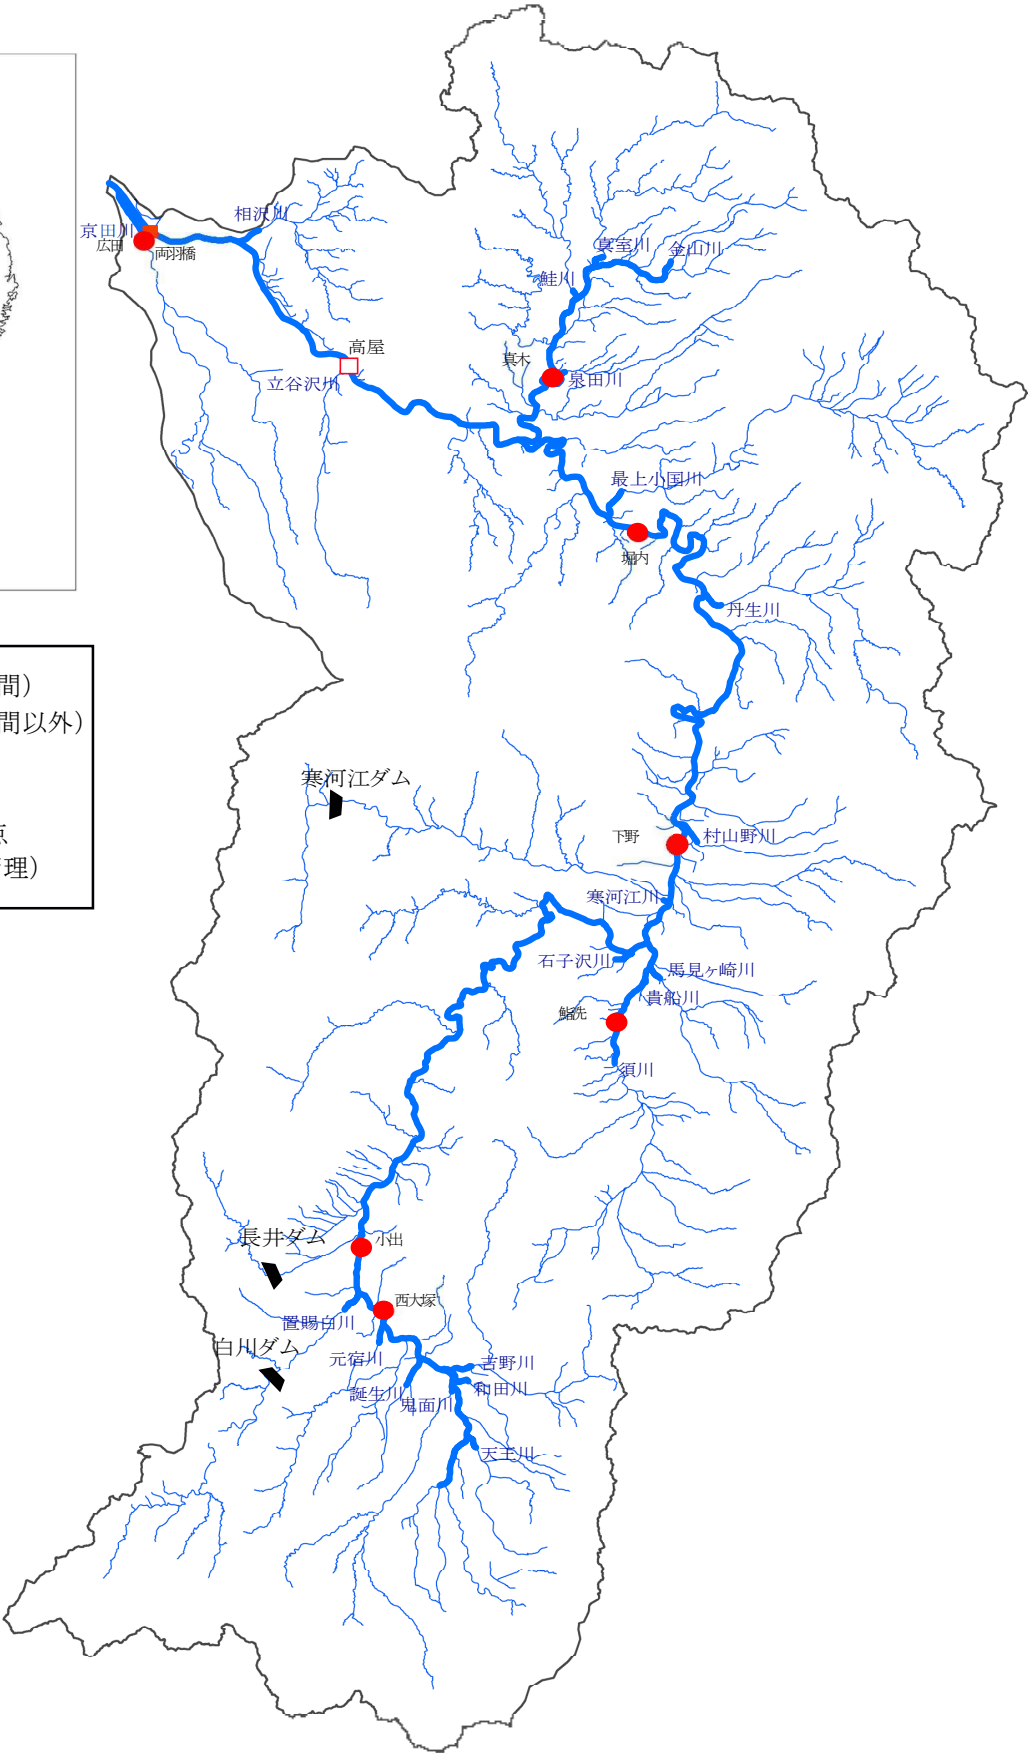 相沢川
京田川
広田
両羽橋
真室川
金山川
鮭川
高屋
真木
立谷沢川
泉田川
最上小国川
堀内
丹生川
間)
間以外)
寒河江ダム
下野
村山野川
理)
寒河江川
石子沢川
馬見ヶ崎川
貴船川
鮨洗
須川
長井ダム
小出
西大塚
置賜白川
白川ダム
元宿川
吉野川
和田川
誕生川
鬼面川
天王川